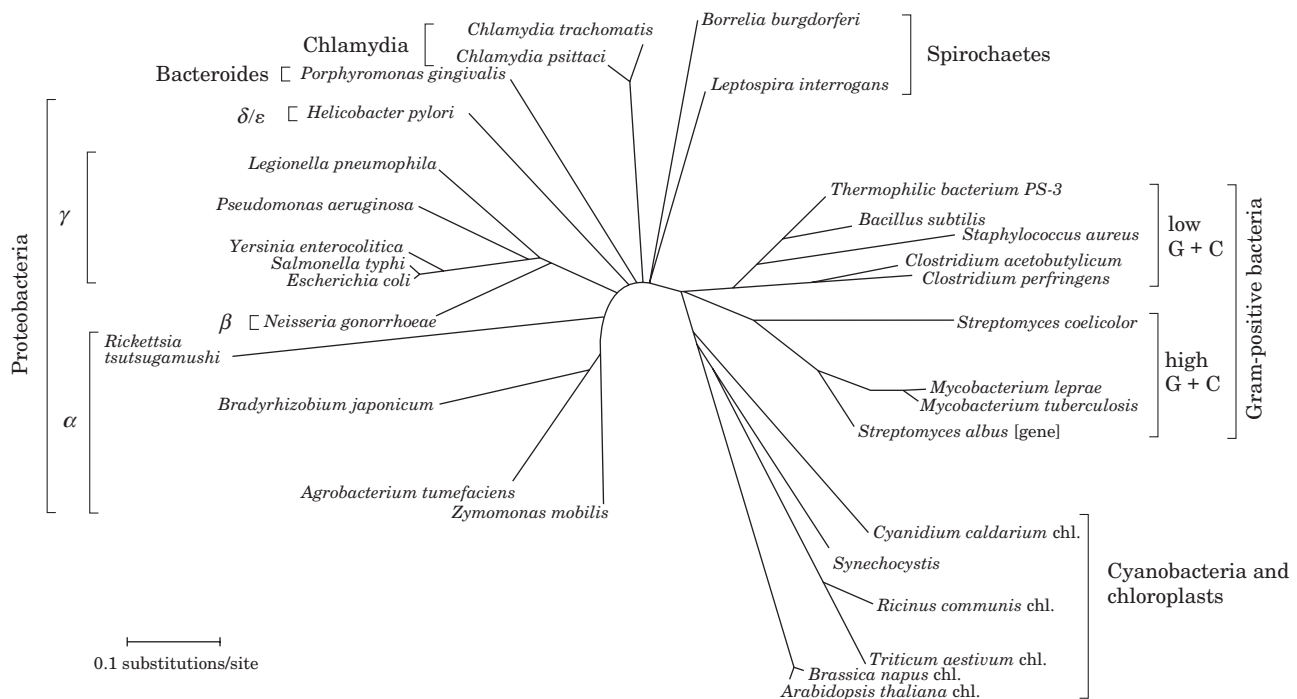 Chlamydia
Chlamydia trachomatis
Chlamydia psittaci
Bacteroides
Porphyromonas gingivalis
Borrelia burgdorferi
Leptospira interrogans
Spirochaetes
Proteobacteria
δ/ε
Helicobacter pylori
γ
Legionella pneumophila
Pseudomonas aeruginosa
Yersinia enterocolitica
Salmonella typhi
Escherichia coli
β
Neisseria gonorrhoeae
α
Rickettsia
tsutsugamushi
Bradyrhizobium japonicum
Agrobacterium tumefaciens
Zymomonas mobilis
Thermophilic bacterium PS-3
Bacillus subtilis
Staphylococcus aureus
Clostridium acetobutylicum
Clostridium perfringens
low
G + C
Streptomyces coelicolor
Mycobacterium leprae
Mycobacterium tuberculosis
Streptomyces albus [gene]
high
G + C
Gram-positive bacteria
Cyanidium caldarium chl.
Synechocystis
Ricinus communis chl.
Triticum aestivum chl.
Brassica napus chl.
Arabidopsis thaliana chl.
Cyanobacteria and
chloroplasts
0.1 substitutions/site